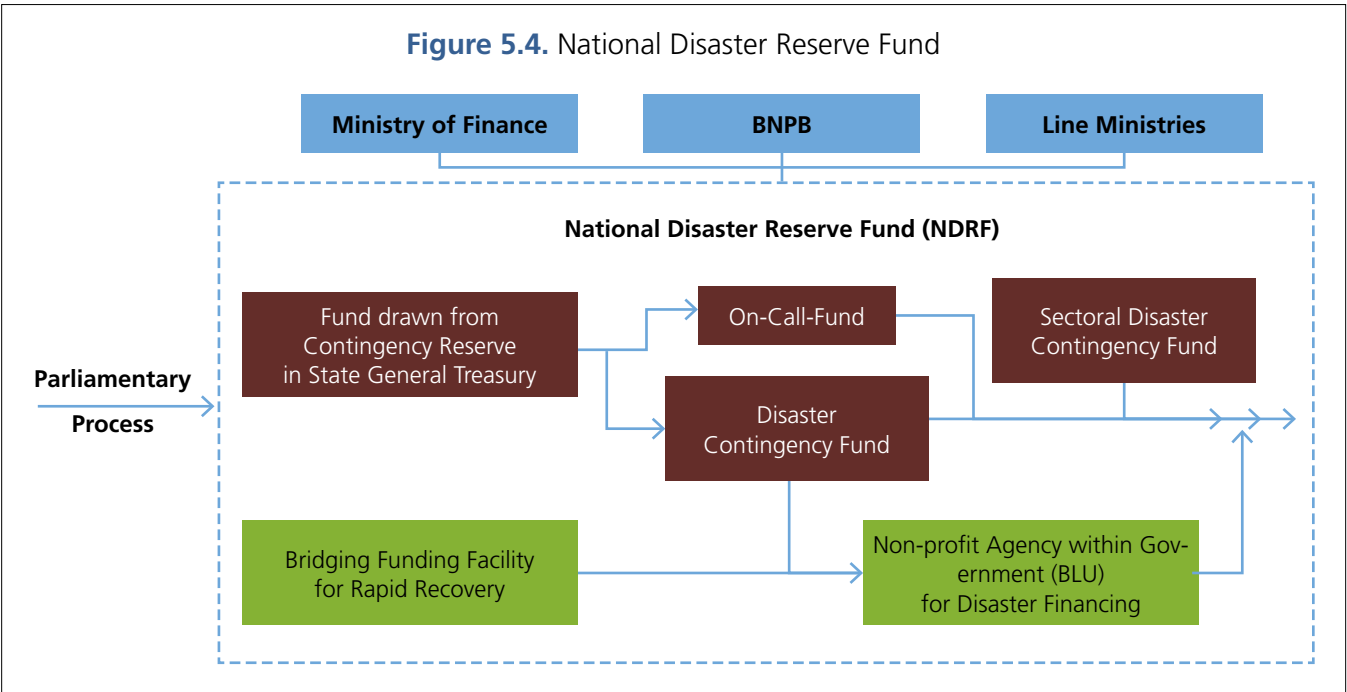 Figure 5.4. National Disaster Reserve Fund
Ministry of Finance
BNPB
Line Ministries
National Disaster Reserve Fund (NDRF)
Parliamentary
Process
Fund drawn from
Contingency Reserve
in State General Treasury
On-Call-Fund
Sectoral Disaster
Contingency Fund
Disaster
Contingency Fund
Bridging Funding Facility
for Rapid Recovery
Non-profit Agency within Gov-
ernment (BLU)
for Disaster Financing